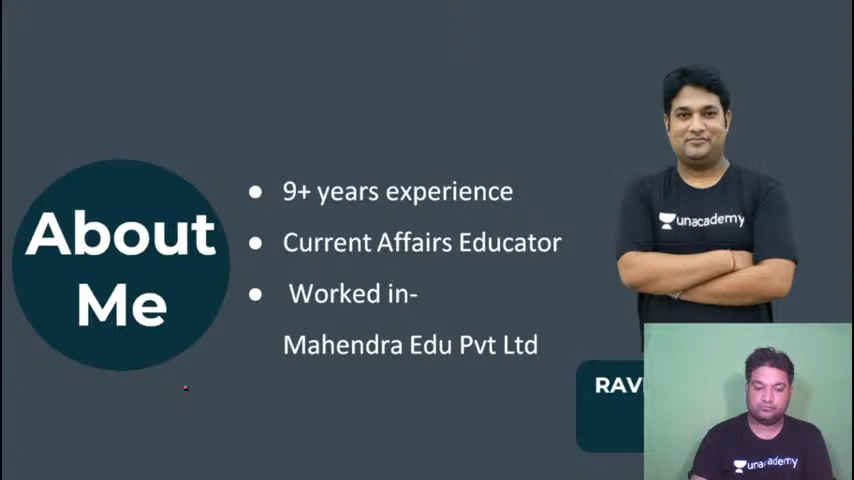 About
Me
● 9+ years experience
● Current Affairs Educator
● Worked in-
Mahendra Edu Pvt Ltd
unacademy
RAV
unacademy